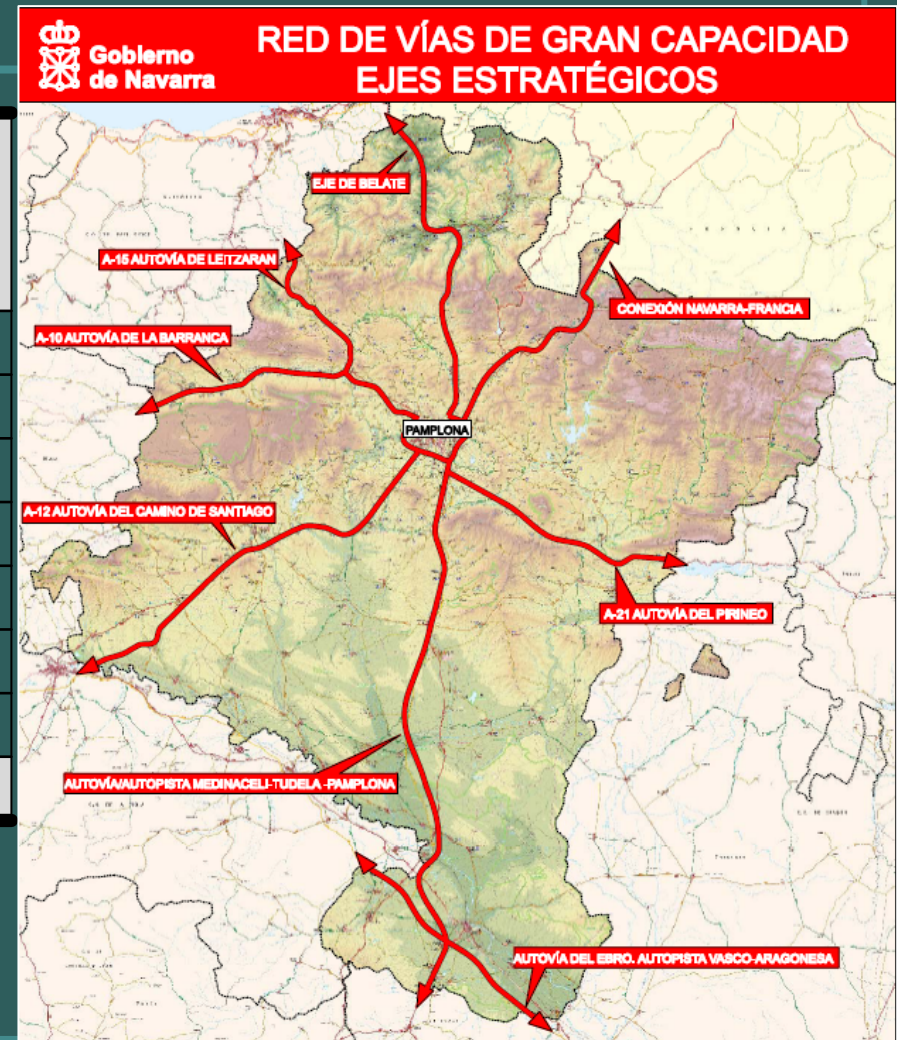 Gobierno
de Navarra
RED DE VÍAS DE GRAN CAPACIDAD
EJES ESTRATÉGICOS
EJE DE BELATE
A-15 AUTOVÍA DE LEITZARAN
CONEXIÓN NAVARRA-FRANCIA
A-10 AUTOVÍA DE LA BARRANCA
PAMPLONA
A-12 AUTOVÍA DEL CAMINO DE SANTIAGO
A-21 AUTOVÍA DEL PIRINEO
AUTOVÍA/AUTOPISTA MEDINACELI-TUDELA-PAMPLONA
AUTOVÍA DEL EBRO. AUTOPISTA VASCO-ARAGONESA